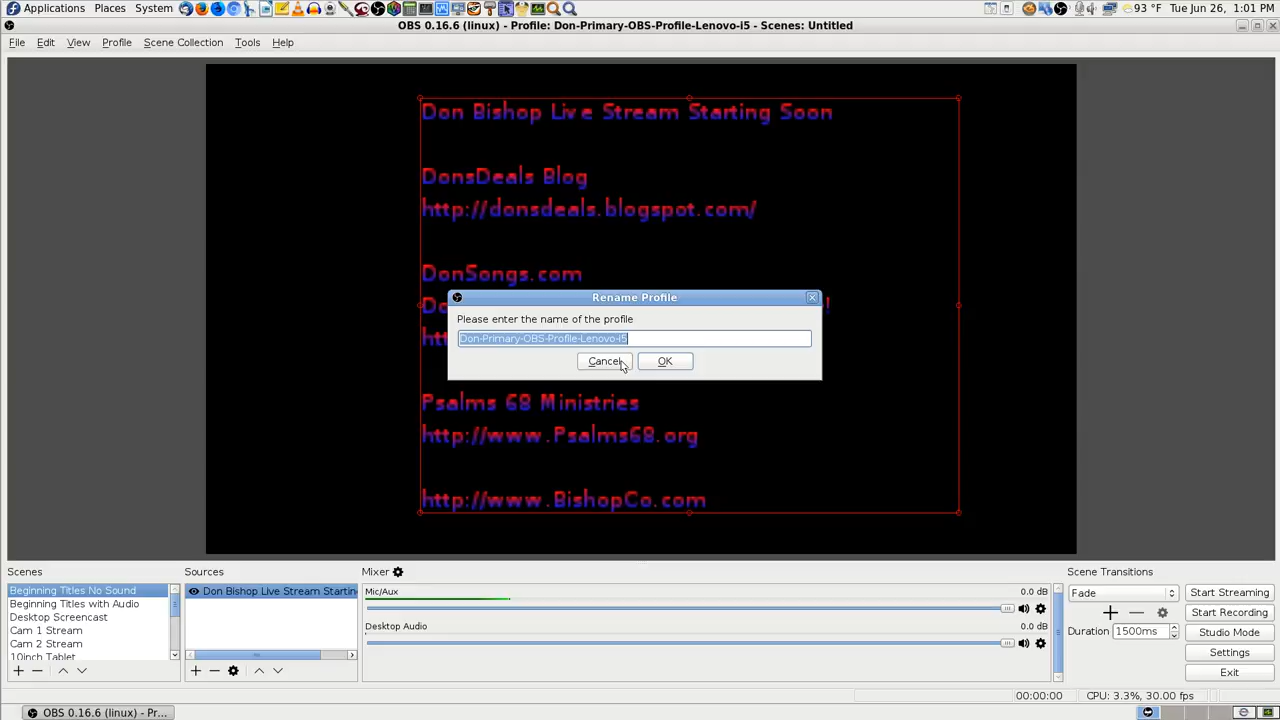 Applications Places System 93 °F Tue Jun 26, 1:01 PM
OBS 0.16.6 (linux) - Profile: Don-Primary-OBS-Profile-Lenovo-i5 - Scenes: Untitled
File Edit View Profile Scene Collection Tools Help
Don Bishop Live Stream Starting Soon
DonsDeals Blog
http://donsdeals.blogspot.com/
DonSongs.com
Rename Profile
Please enter the name of the profile
Don-Primary-OBS-Profile-Lenovo-i5
Cancel OK
Psalms 68 Ministries
http://www.Psalms68.org
http://www.BishopCo.com
Scenes Sources Mixer Scene Transitions
Beginning Titles No Sound
Beginning Titles with Audio
Desktop Screencast
Cam 1 Stream
Cam 2 Stream
10inch Tablet
Don Bishop Live Stream Startin
Mic/Aux 0.0 dB
Desktop Audio 0.0 dB
Fade
Duration 1500ms
Start Streaming
Start Recording
Studio Mode
Settings
Exit
00:00:00 CPU: 3.3%, 30.00 fps
OBS 0.16.6 (linux) - Pr...